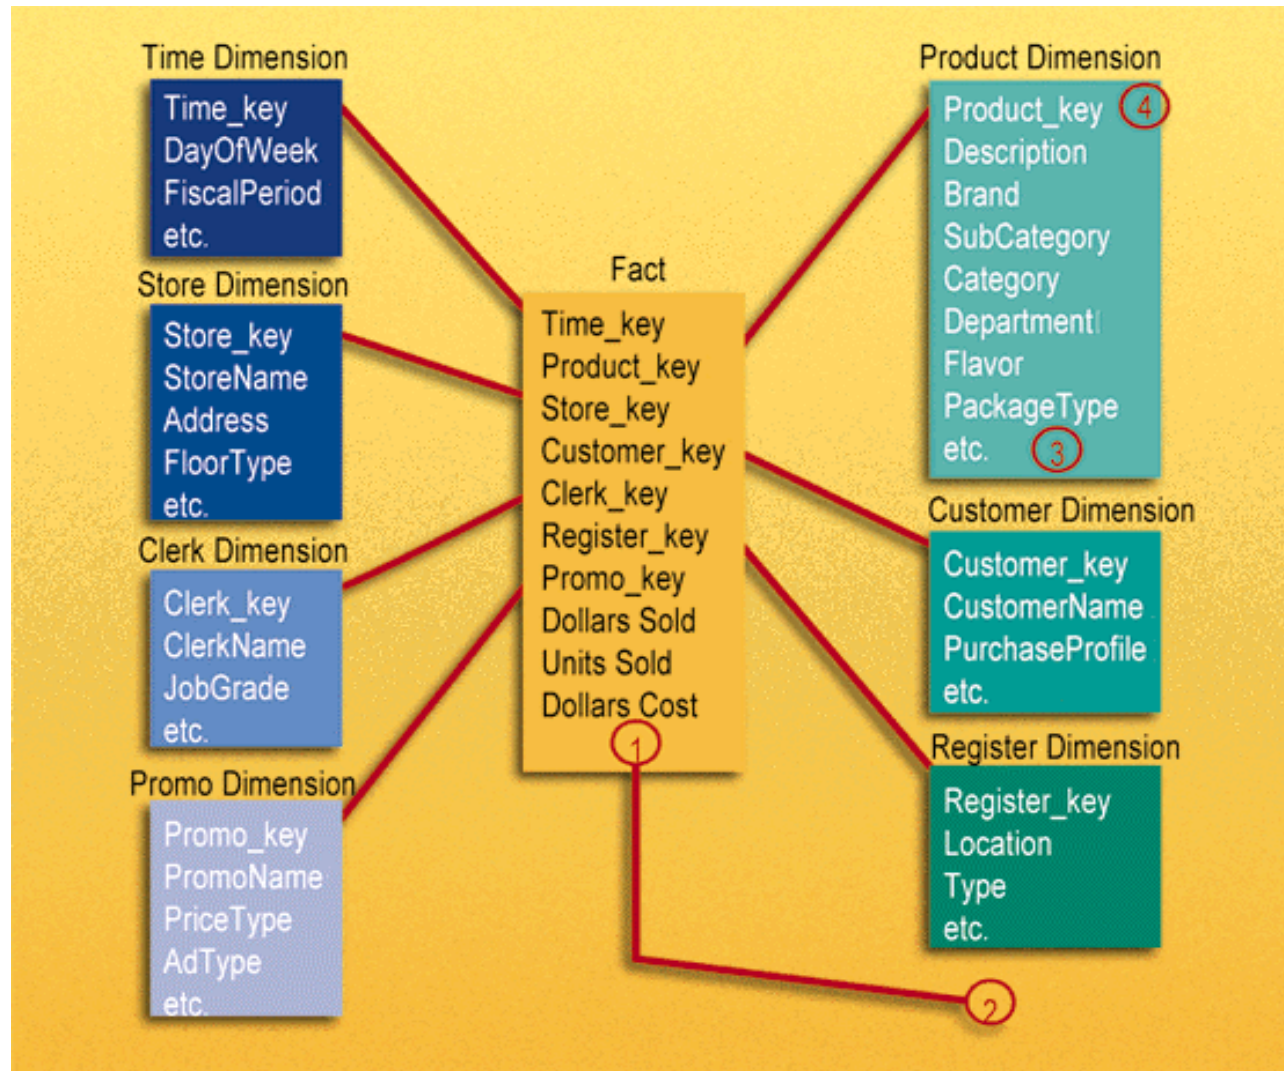 Time Dimension
Time_key
DayOfWeek
FiscalPeriod
etc.
Store Dimension
Store_key
StoreName
Address
FloorType
etc.
Clerk Dimension
Clerk_key
ClerkName
JobGrade
etc.
Promo Dimension
Promo_key
PromoName
PriceType
AdType
etc.
Fact
Time_key
Product_key
Store_key
Customer_key
Clerk_key
Register_key
Promo_key
Dollars Sold
Units Sold
Dollars Cost
1
Product Dimension
Product_key 4
Description
Brand
SubCategory
Category
Department
Flavor
PackageType
etc. 3
Customer Dimension
Customer_key
CustomerName
PurchaseProfile
etc.
Register Dimension
Register_key
Location
Type
etc.
2